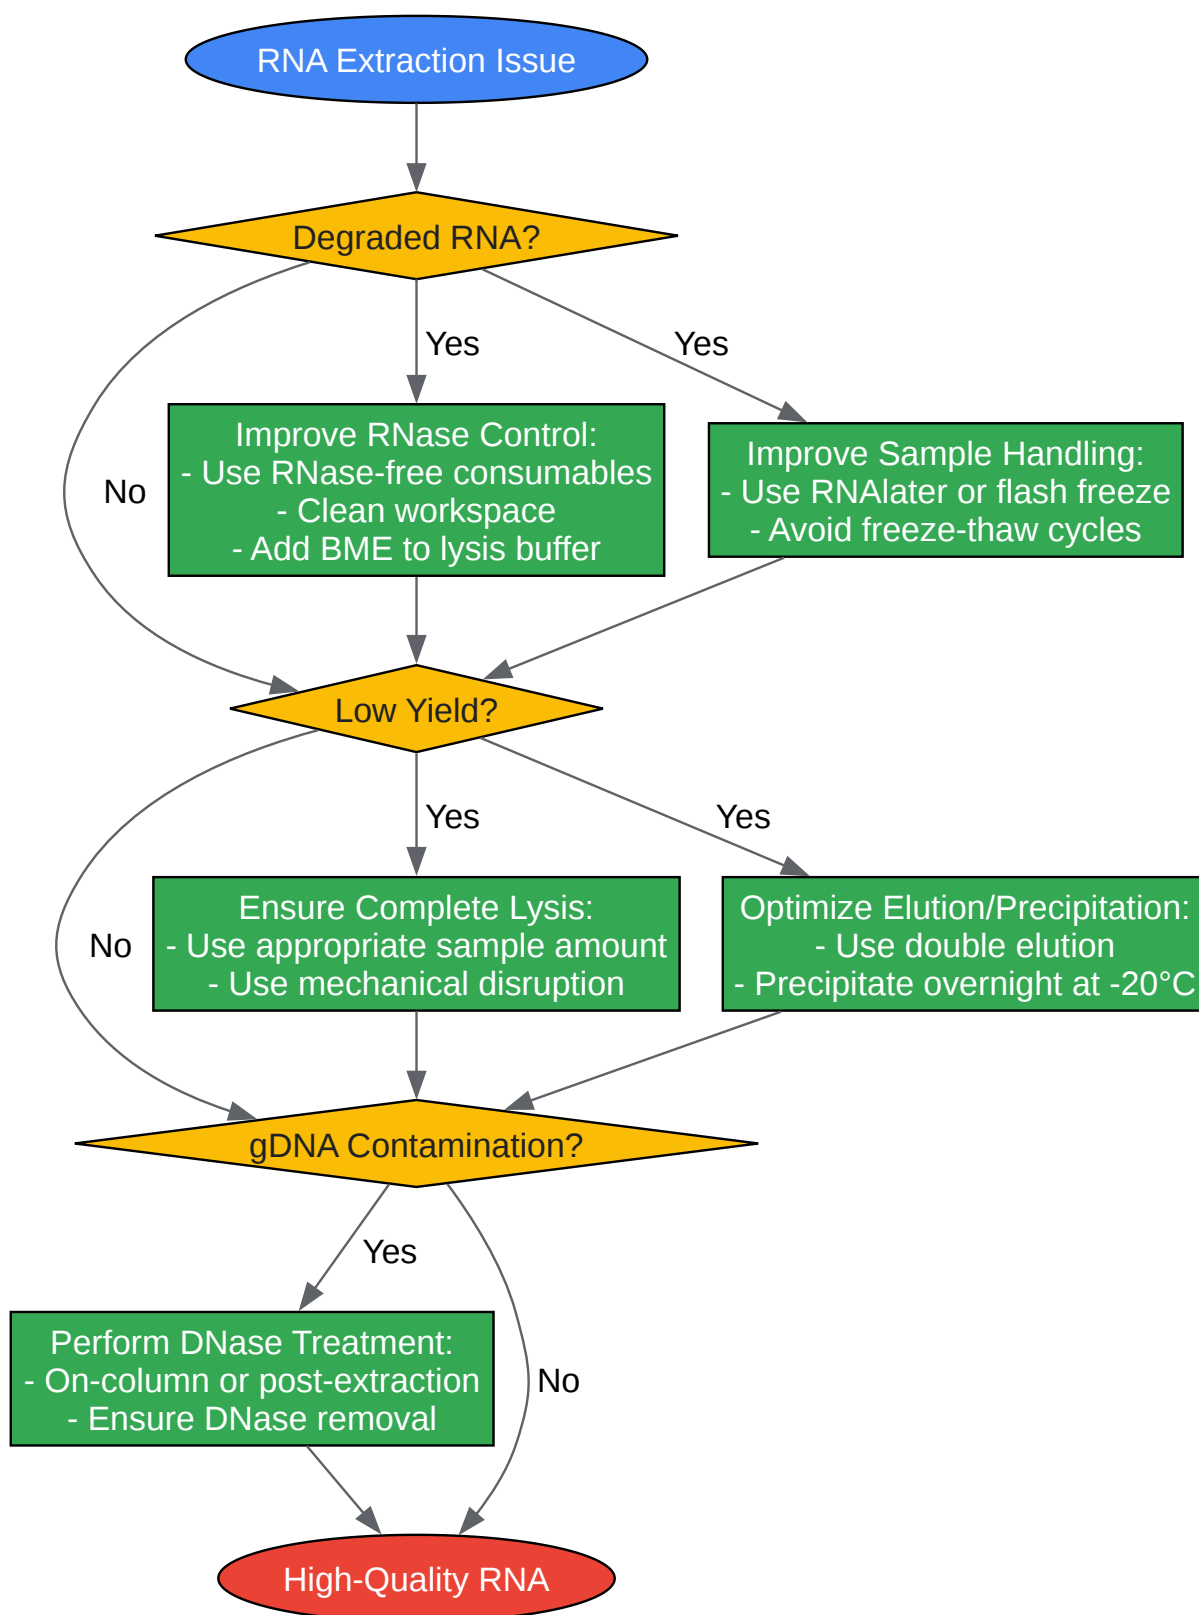 RNA Extraction Issue
Degraded RNA?
Yes
Yes
Improve RNase Control:
- Use RNase-free consumables
- Clean workspace
- Add BME to lysis buffer
Improve Sample Handling:
- Use RNAlater or flash freeze
- Avoid freeze-thaw cycles
No
Low Yield?
Yes
Yes
Ensure Complete Lysis:
- Use appropriate sample amount
- Use mechanical disruption
Optimize Elution/Precipitation:
- Use double elution
- Precipitate overnight at -20°C
No
gDNA Contamination?
Yes
Perform DNase Treatment:
- On-column or post-extraction
- Ensure DNase removal
No
High-Quality RNA